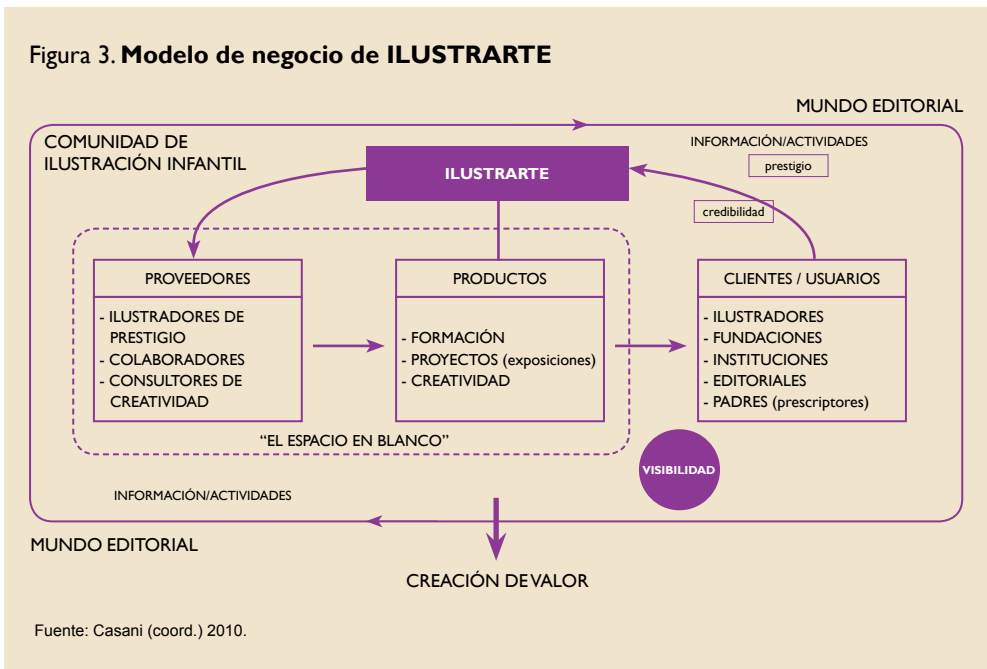 Figura 3. Modelo de negocio de ILUSTRARTE
MUNDO EDITORIAL
COMUNIDAD DE
ILUSTRACIÓN INFANTIL
INFORMACIÓN/ACTIVIDADES
prestigio
ILUSTRARTE
credibilidad
PROVEEDORES
- ILUSTRADORES DE
PRESTIGIO
- COLABORADORES
- CONSULTORES DE
CREATIVIDAD
PRODUCTOS
- FORMACIÓN
- PROYECTOS (exposiciones)
- CREATIVIDAD
CLIENTES / USUARIOS
- ILUSTRADORES
- FUNDACIONES
- INSTITUCIONES
- EDITORIALES
- PADRES (prescriptores)
“EL ESPACIO EN BLANCO”
VISIBILIDAD
INFORMACIÓN/ACTIVIDADES
MUNDO EDITORIAL
CREACIÓN DE VALOR
Fuente: Casani (coord.) 2010.